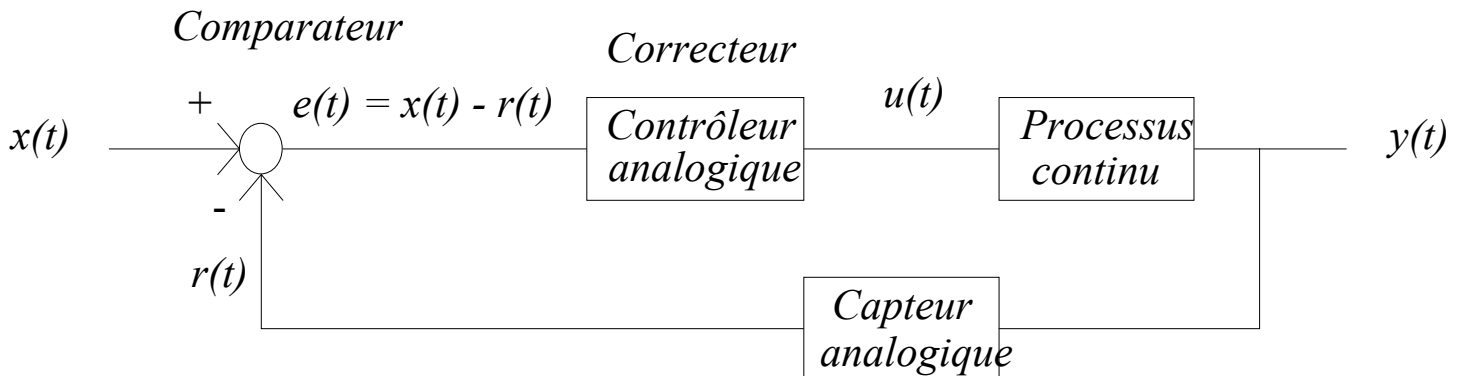 Comparateur
Correcteur
+
e(t) = x(t) - r(t)
u(t)
x(t)
Contrôleur
analogique
Processus
continu
y(t)
-
r(t)
Capteur
analogique